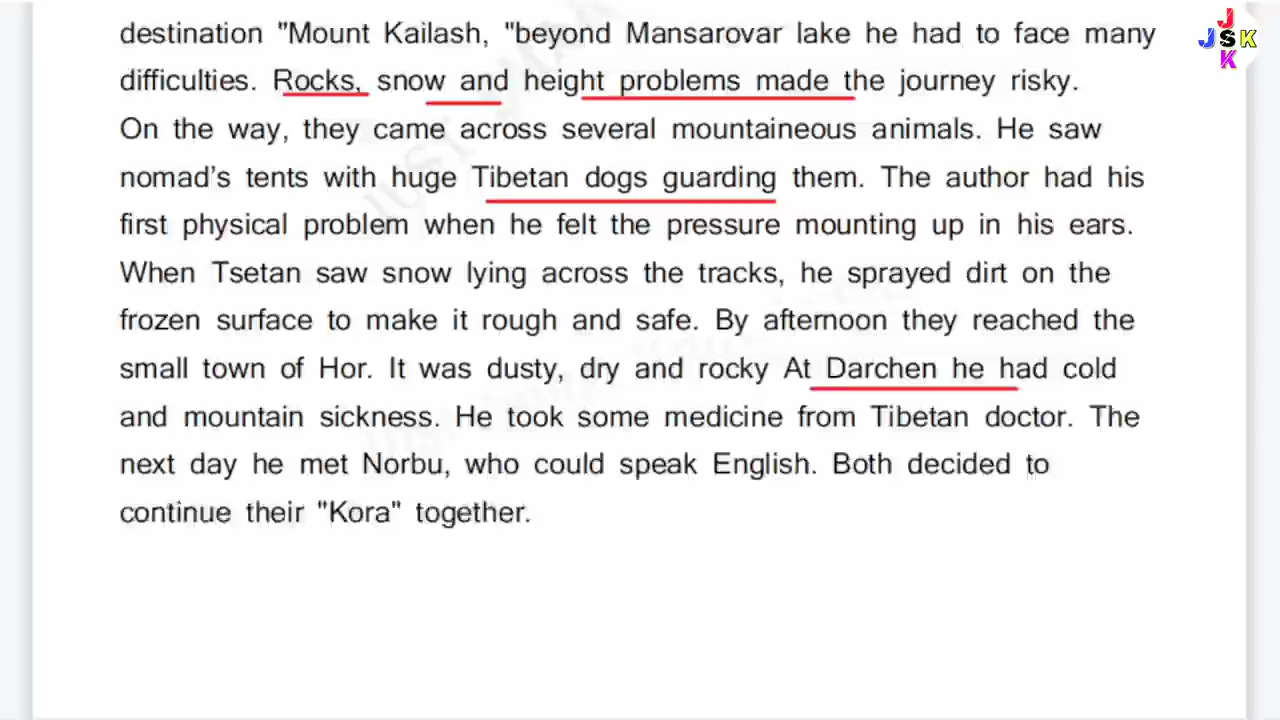 destination "Mount Kailash, "beyond Mansarovar lake he had to face many
difficulties. Rocks, snow and height problems made the journey risky.
On the way, they came across several mountaineous animals. He saw
nomad's tents with huge Tibetan dogs guarding them. The author had his
first physical problem when he felt the pressure mounting up in his ears.
When Tsetan saw snow lying across the tracks, he sprayed dirt on the
frozen surface to make it rough and safe. By afternoon they reached the
small town of Hor. It was dusty, dry and rocky At Darchen he had cold
and mountain sickness. He took some medicine from Tibetan doctor. The
next day he met Norbu, who could speak English. Both decided to
continue their "Kora" together.
J
JSK
K